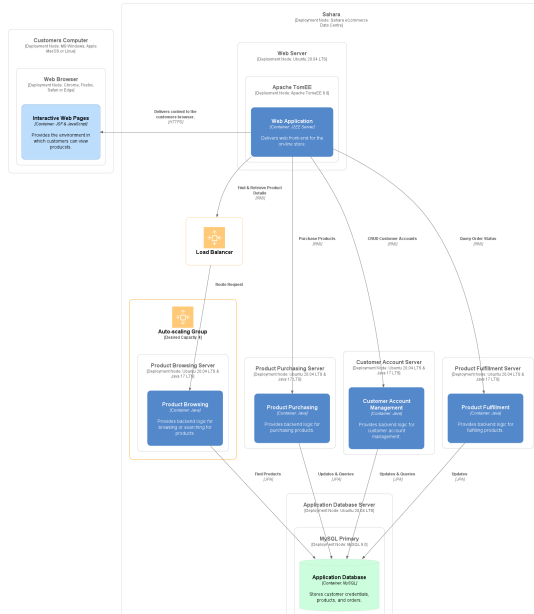 Sahara
[Deployment Node: Sahara eCommerce
Data Centre]
Customers Computer
[Deployment Node: MS Windows, Apple
MacOS or Linux]
Web Browser
[Deployment Node: Chrome, Firefox,
Safari or Edge]
Interactive Web Pages
[Container: JSF & JavaScript]
Provides the environment in
which customers can view
products.
Web Server
[Deployment Node: Ubuntu 20.04 LTS]
Apache TomEE
[Deployment Node: Apache TomEE 8.0]
Web Application
[Container: J2EE Server]
Delivers web front-end for the
on-line store.
Delivers content to the
customers browser.
[HTTPS]
Find & Retrieve Product
Details
[RMI]
Purchase Products
[RMI]
CRUD Customer Accounts
[RMI]
Query Order Status
[RMI]
Load Balancer
Route Request
Auto-scaling Group
[Desired Capacity: 4]
Product Browsing Server
[Deployment Node: Ubuntu 20.04 LTS &
Java 17 LTS]
Product Browsing
[Container: Java]
Provides backend logic for
browsing or searching for
products.
Product Purchasing Server
[Deployment Node: Ubuntu 20.04 LTS &
Java 17 LTS]
Product Purchasing
[Container: Java]
Provides backend logic for
purchasing products
Customer Account Server
[Deployment Node: Ubuntu 20.04 LTS &
Java 17 LTS]
Customer Account
Management
[Container: Java]
Provides backend logic for
customer account
management.
Product Fulfilment Server
[Deployment Node: Ubuntu 20.04 LTS &
Java 17 LTS]
Product Fulfilment
[Container: Java]
Provides backend logic for
fulfiling products.
Find Products
[JPA]
Updates & Queries
[JPA]
Updates & Queries
[JPA]
Updates
[JPA]
Application Database Server
[Deployment Node: Ubuntu 20.04 LTS]
MySQL Primary
[Deployment Node: MySQL 8.0]
Application Database
[Container: MySQL]
Stores customer credentials,
products, and orders.